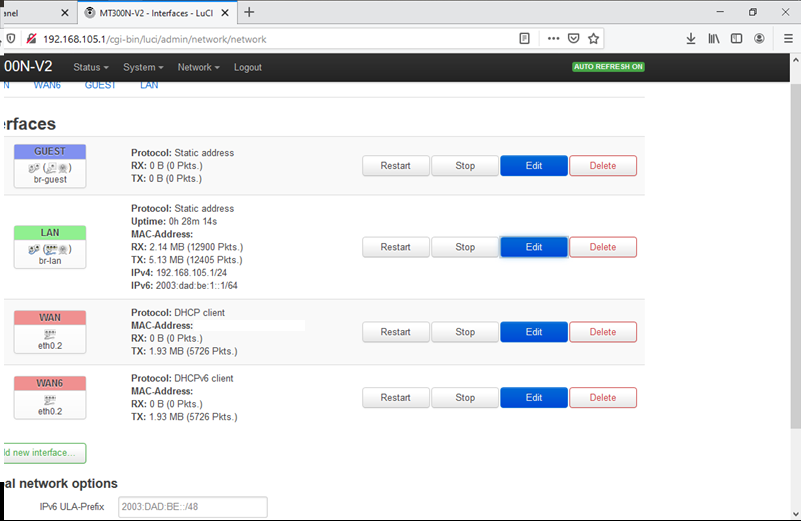 anel
MT300N-V2 - Interfaces - LuCI
192.168.105.1/cgi-bin/luci/admin/network/network
00N-V2
Status
System
Network
Logout
AUTO REFRESH ON
N
WAN6
GUEST
LAN
erfaces
GUEST
br-guest
Protocol: Static address
RX: 0 B (0 Pkts.)
TX: 0 B (0 Pkts.)
Restart
Stop
Edit
Delete
LAN
br-lan
Protocol: Static address
Uptime: 0h 28m 14s
MAC-Address:
RX: 2.14 MB (12900 Pkts.)
TX: 5.13 MB (12405 Pkts.)
IPv4: 192.168.105.1/24
IPv6: 2003:dad:be:1::1/64
Restart
Stop
Edit
Delete
WAN
eth0.2
Protocol: DHCP client
MAC-Address:
RX: 0 B (0 Pkts.)
TX: 1.93 MB (5726 Pkts.)
Restart
Stop
Edit
Delete
WAN6
eth0.2
Protocol: DHCPv6 client
MAC-Address:
RX: 0 B (0 Pkts.)
TX: 1.93 MB (5726 Pkts.)
Restart
Stop
Edit
Delete
dd new interface...
al network options
IPv6 ULA-Prefix
2003:DAD:BE::/48